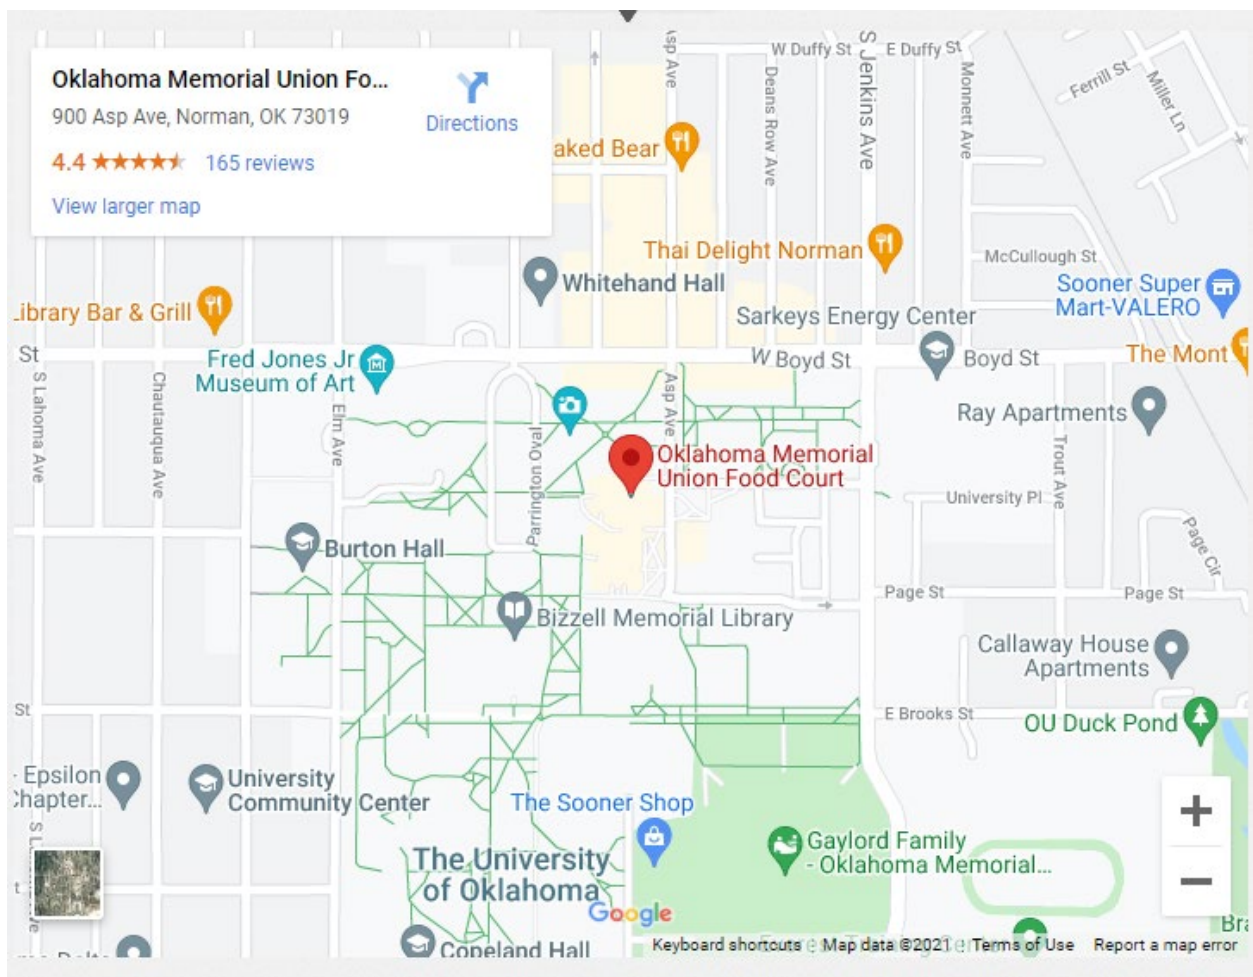 Oklahoma Memorial Union Fo...
900 Asp Ave, Norman, OK 73019
4.4
165 reviews
View larger map
Directions
W Duffy St
E Duffy St
S Jenkins Ave
Asp Ave
Deans Row Ave
Monnett Ave
Ferrill St
Miller Ln
aked Bear
Thai Delight Norman
McCullough St
Whitehand Hall
Sooner Super
Mart-VALERO
Library Bar & Grill
Sarkeys Energy Center
St
Fred Jones Jr
Museum of Art
W Boyd St
Boyd St
The Mont
S Lahoma Ave
Chautauqua Ave
Elm Ave
Parrington Oval
Asp Ave
Ray Apartments
Trout Ave
Oklahoma Memorial
Union Food Court
University Pl
Page Cir
Burton Hall
Page St
Page St
Bizzell Memorial Library
Callaway House
Apartments
St
E Brooks St
OU Duck Pond
- Epsilon
Chapter...
University
Community Center
The Sooner Shop
Gaylord Family
- Oklahoma Memorial...
The University
of Oklahoma
Google
Copeland Hall
Keyboard shortcuts
Map data ©2021
Terms of Use
Report a map error